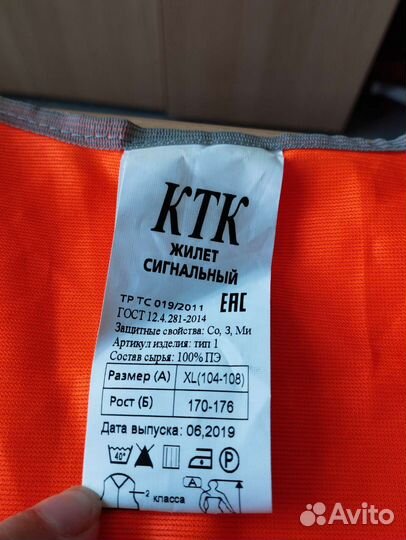 КТК
ЖИЛЕТ
СИГНАЛЬНЫЙ
ТР ТС 019/2011 EAC
ГОСТ 12.4.281-2014
Защитные свойства: Со, З, Ми
Артикул изделия: тип 1
Состав сырья: 100% ПЭ
Размер (А) XL(104-108)
Рост (Б) 170-176
Дата выпуска: 06,2019
40° P
2 класса А
Avito